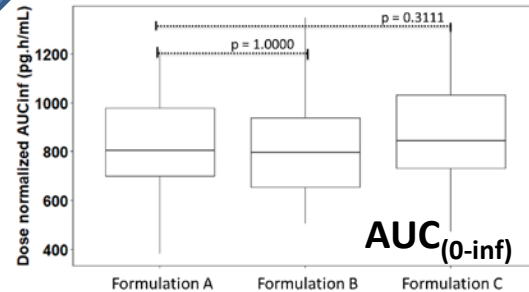 Dose normalized AUCinf (pg.h/mL)
1200
1000
800
600
400
p = 0.3111
p = 1.0000
AUC(0-inf)
Formulation A
Formulation B
Formulation C